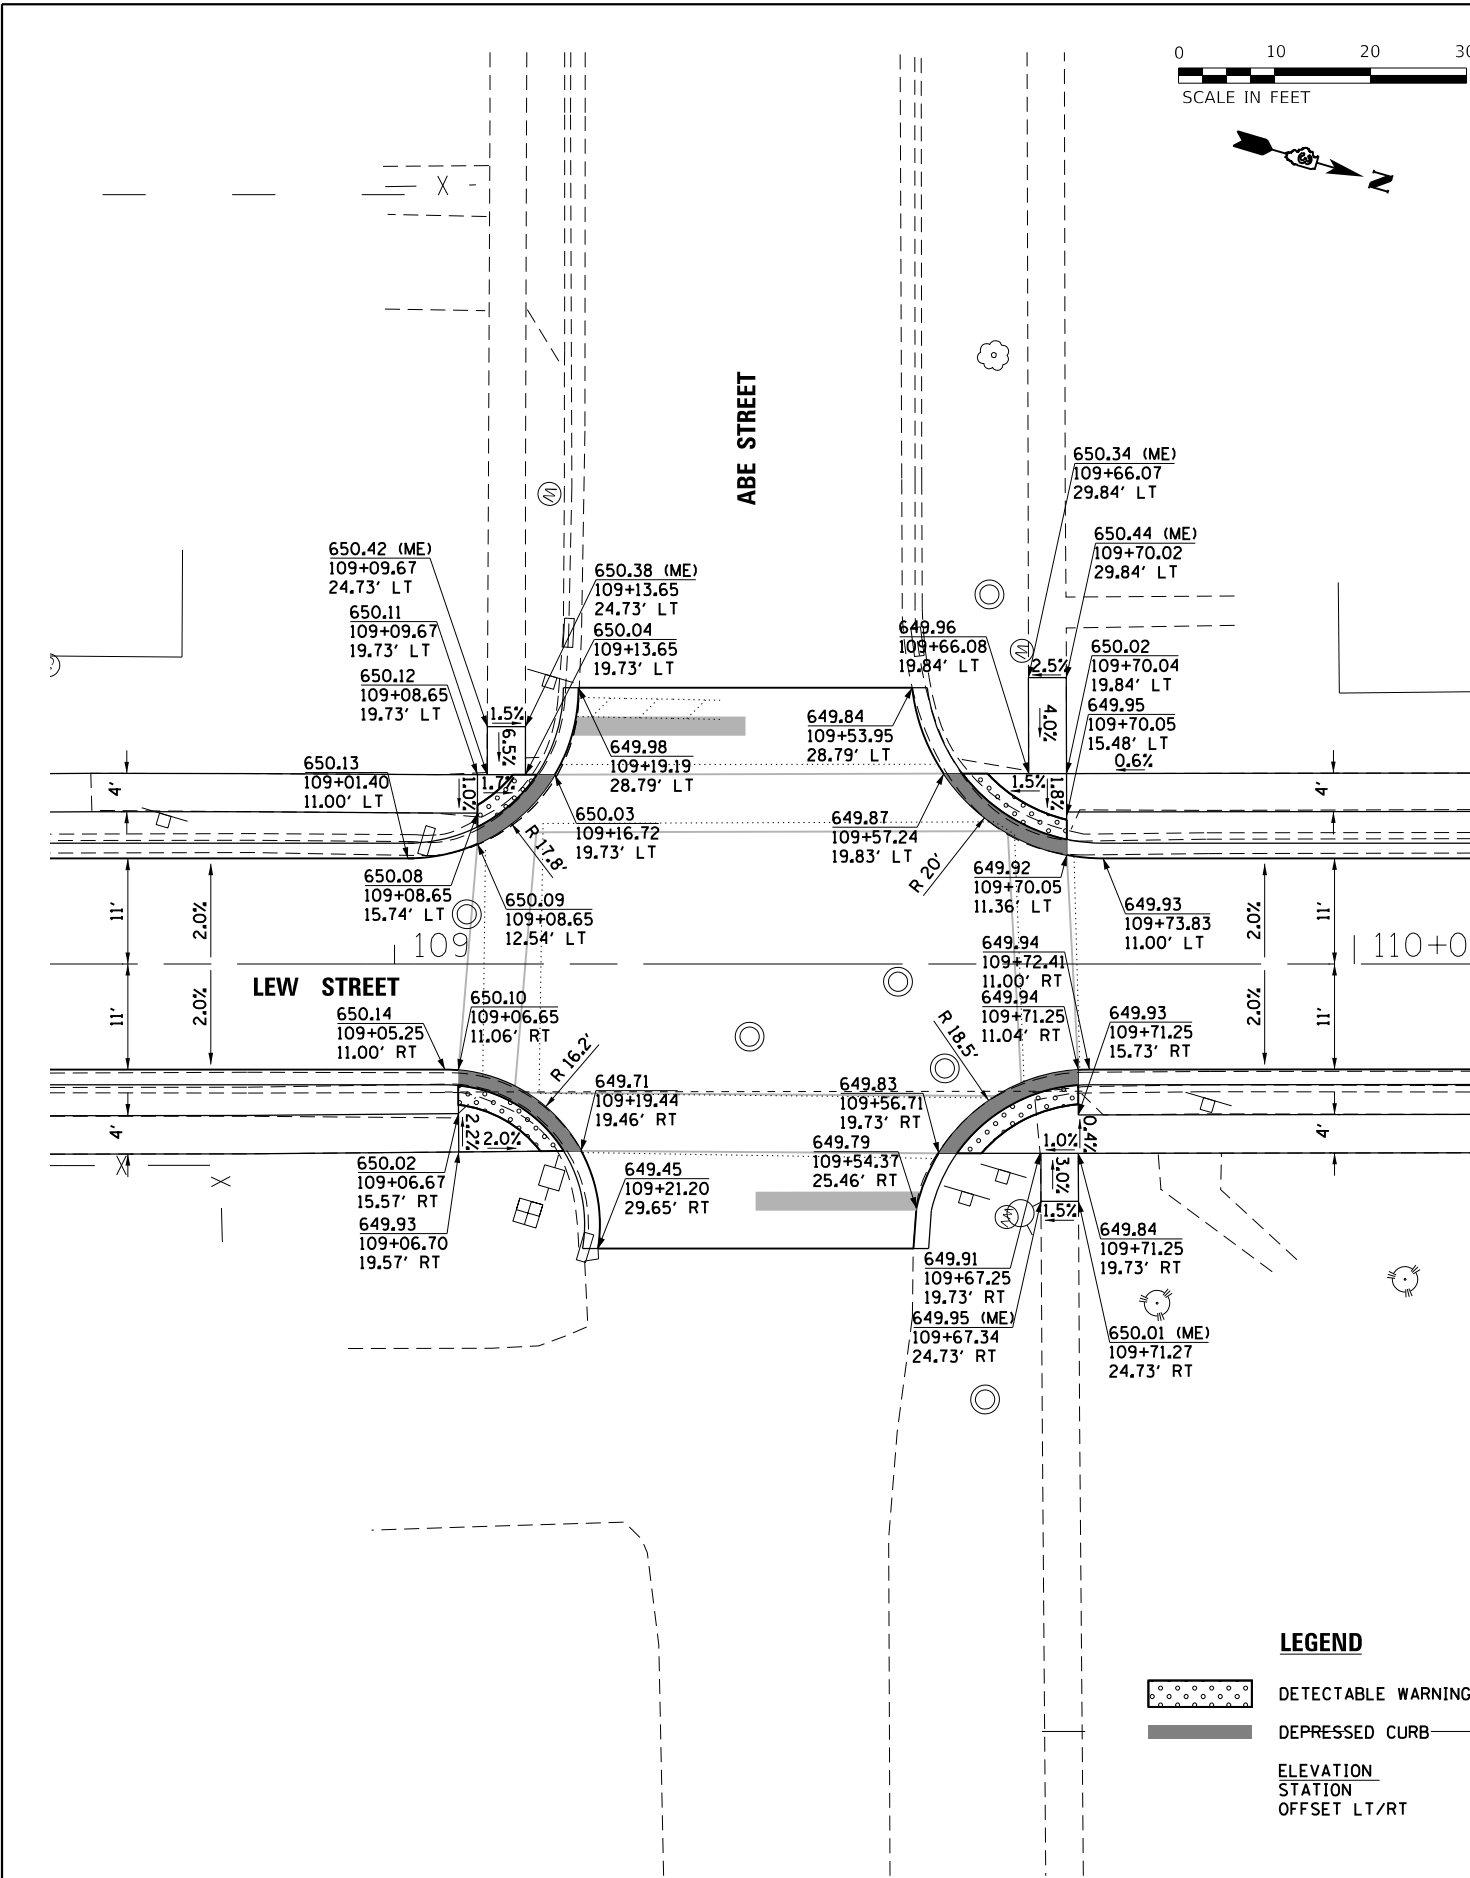 0 10 20 30
SCALE IN FEET
3
N
X
ABE STREET
W
650.34 (ME)
109+66.07
29.84' LT
650.44 (ME)
109+70.02
29.84' LT
650.42 (ME)
109+09.67
24.73' LT
650.38 (ME)
109+13.65
24.73' LT
650.11
109+09.67
19.73' LT
650.04
109+13.65
19.73' LT
649.96
109+66.08
19.84' LT
W
2.5%
650.02
109+70.04
19.84' LT
650.12
109+08.65
19.73' LT
1.5%
6.5%
4.0%
649.95
109+70.05
15.48' LT
649.84
109+53.95
28.79' LT
649.98
109+19.19
28.79' LT
650.13
109+01.40
11.00' LT
0.6%
4'
1.0%
1.7%
1.5%
1.8%
4'
650.03
109+16.72
19.73' LT
649.87
109+57.24
19.83' LT
R 17.8'
R 20'
650.08
109+08.65
15.74' LT
650.09
109+08.65
12.54' LT
649.92
109+70.05
11.36' LT
649.93
109+73.83
11.00' LT
11'
2.0%
2.0%
11'
109
110+0
649.94
109+72.41
11.00' RT
LEW STREET
650.14
109+05.25
11.00' RT
650.10
109+06.65
11.06' RT
649.94
109+71.25
11.04' RT
649.93
109+71.25
15.73' RT
11'
2.0%
2.0%
11'
R 16.2'
R 18.5'
649.71
109+19.44
19.46' RT
649.83
109+56.71
19.73' RT
4'
2.2%
2.0%
1.0%
0.4%
4'
649.79
109+54.37
25.46' RT
3.0%
1.5%
X
X
650.02
109+06.67
15.57' RT
649.45
109+21.20
29.65' RT
649.93
109+06.70
19.57' RT
W
649.84
109+71.25
19.73' RT
649.91
109+67.25
19.73' RT
649.95 (ME)
109+67.34
24.73' RT
650.01 (ME)
109+71.27
24.73' RT
LEGEND
DETECTABLE WARNING
DEPRESSED CURB
ELEVATION
STATION
OFFSET LT/RT